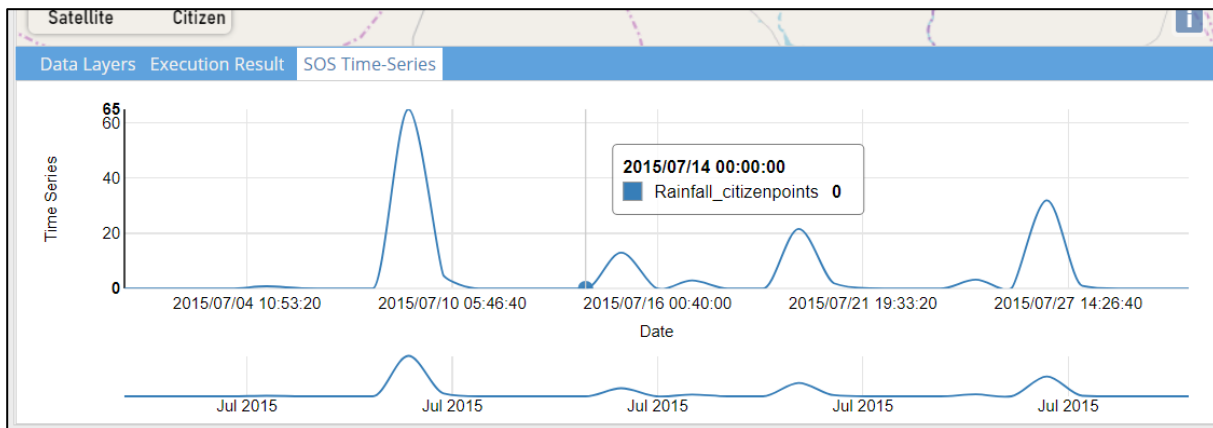 Satellite Citizen
i
Data Layers Execution Result SOS Time-Series
65
60
40
20
0
Time Series
2015/07/14 00:00:00
Rainfall_citizenpoints 0
2015/07/04 10:53:20 2015/07/10 05:46:40 2015/07/16 00:40:00 2015/07/21 19:33:20 2015/07/27 14:26:40
Date
Jul 2015 Jul 2015 Jul 2015 Jul 2015 Jul 2015